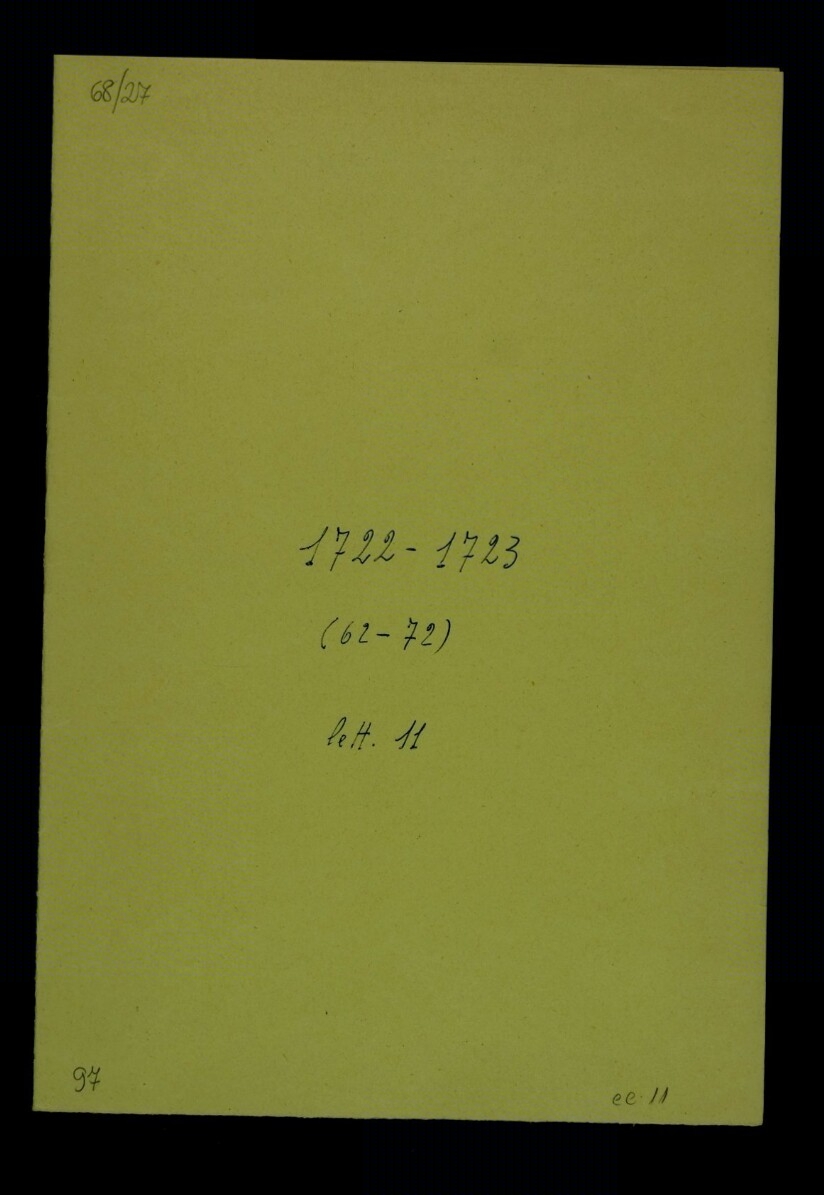 68/27
1722 - 1723
(62 - 72)
lett. 11
97
cc. 11